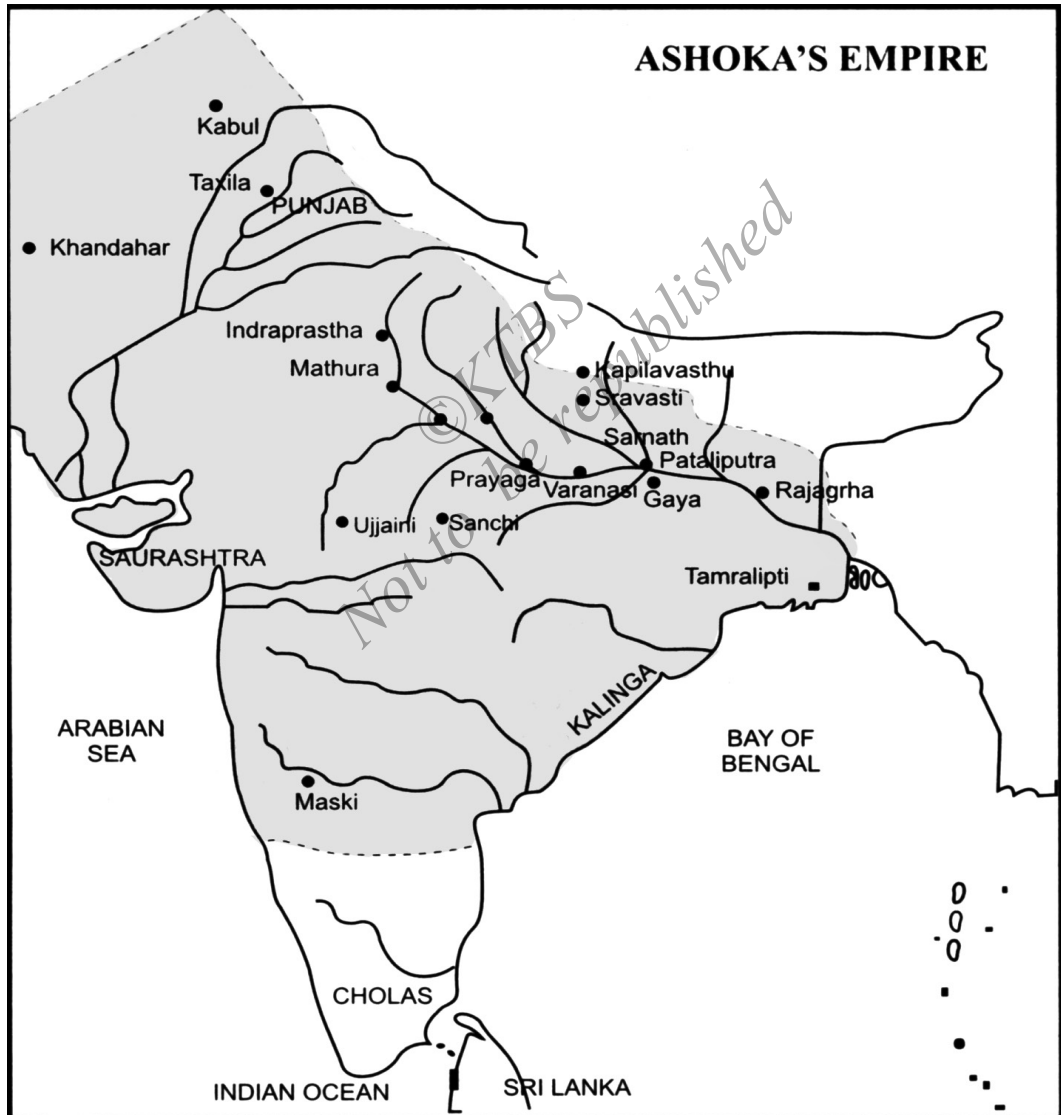 ASHOKA'S EMPIRE
Kabul
Taxila
PUNJAB
Khandahar
Indraprastha
Mathura
Kapilavasthu
Sravasti
Sarnath
Pataliputra
Prayaga
Varanasi
Gaya
Rajagrha
Ujjaini
Sanchi
SAURASHTRA
Tamralipti
KALINGA
ARABIAN
SEA
BAY OF
BENGAL
Maski
CHOLAS
INDIAN OCEAN
SRI LANKA
©KTBS
Not to be republished